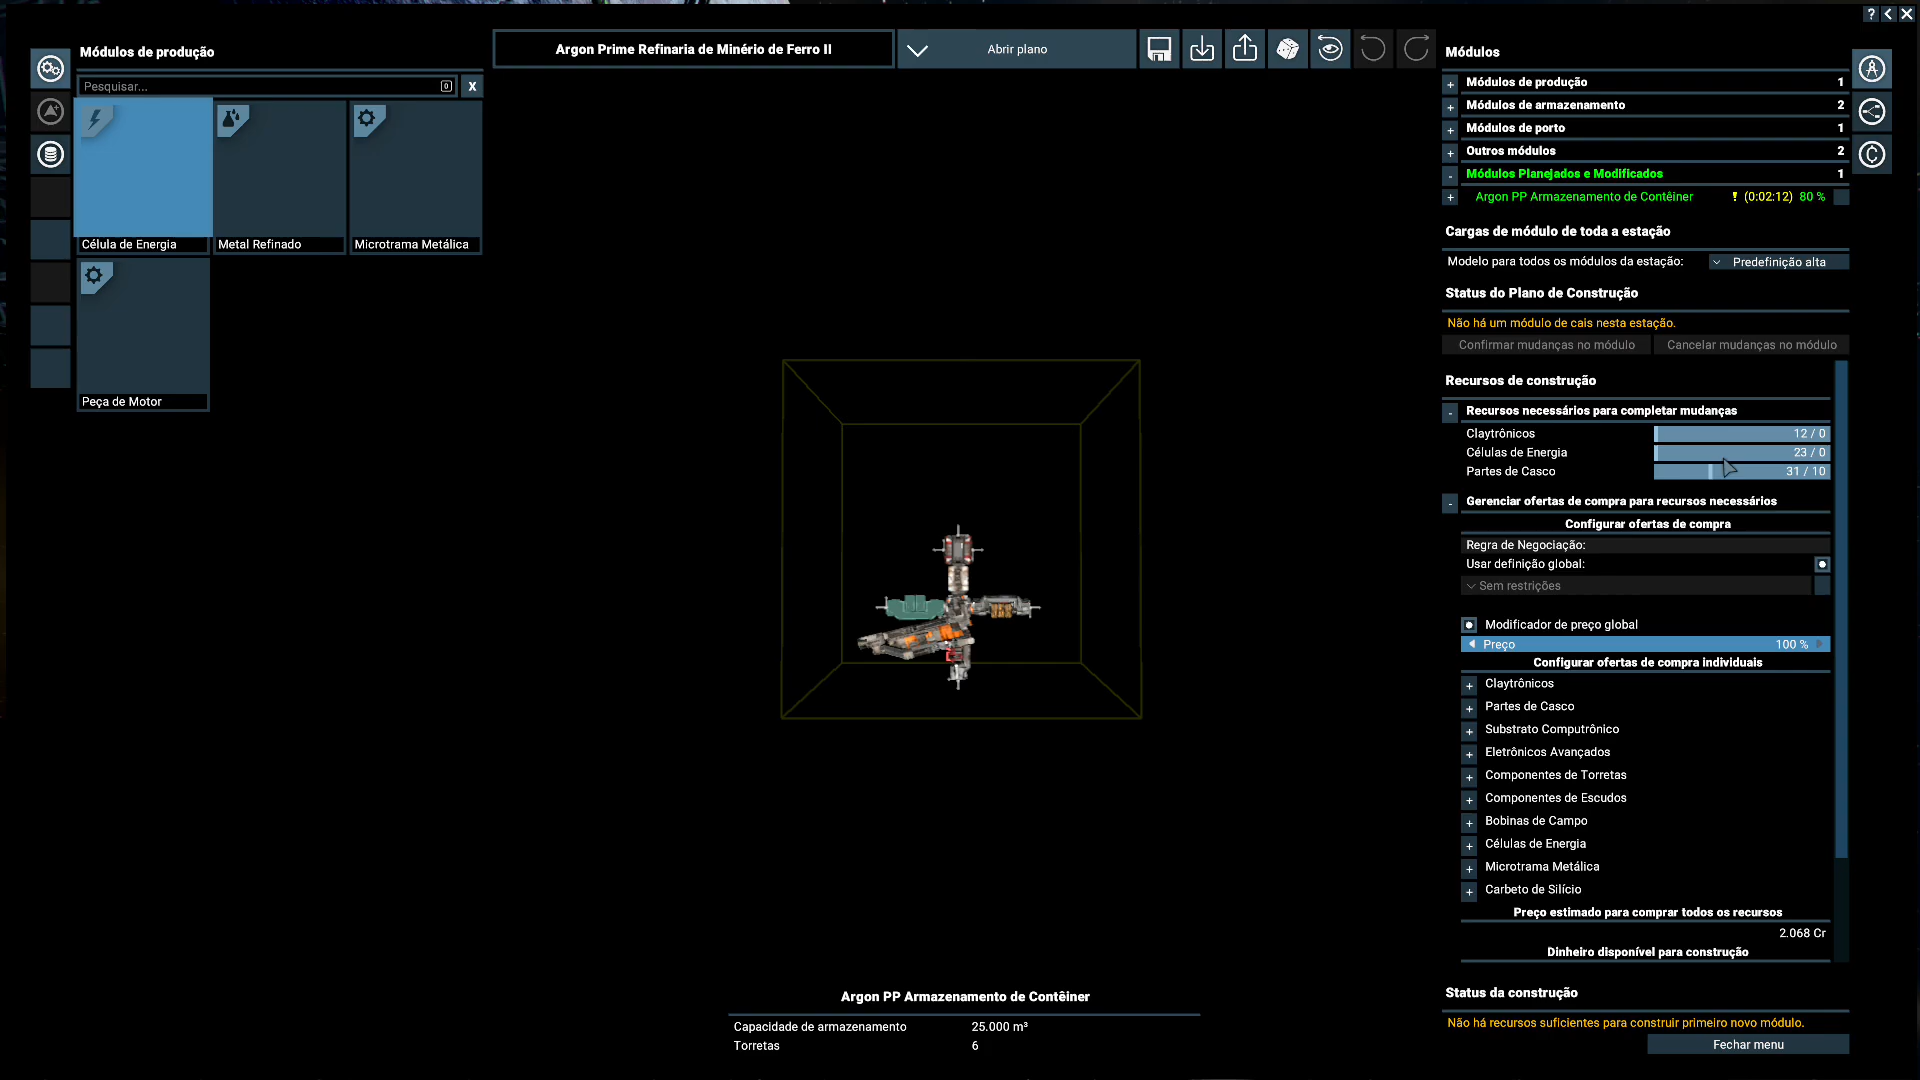 ? < X
Módulos de produção
Pesquisar...
0
X
Célula de Energia
Metal Refinado
Microtrama Metálica
Peça de Motor
Argon Prime Refinaria de Minério de Ferro II
Abrir plano
Módulos
+ Módulos de produção 1
+ Módulos de armazenamento 2
+ Módulos de porto 1
+ Outros módulos 2
- Módulos Planejados e Modificados 1
+ Argon PP Armazenamento de Contêiner ! (0:02:12) 80 %
Cargas de módulo de toda a estação
Modelo para todos os módulos da estação: Predefinição alta
Status do Plano de Construção
Não há um módulo de cais nesta estação.
Confirmar mudanças no módulo
Cancelar mudanças no módulo
Recursos de construção
- Recursos necessários para completar mudanças
Claytrônicos 12 / 0
Células de Energia 23 / 0
Partes de Casco 31 / 10
- Gerenciar ofertas de compra para recursos necessários
Configurar ofertas de compra
Regra de Negociação:
Usar definição global:
Sem restrições
Modificador de preço global
Preço 100 %
Configurar ofertas de compra individuais
+ Claytrônicos
+ Partes de Casco
+ Substrato Computrônico
+ Eletrônicos Avançados
+ Componentes de Torretas
+ Componentes de Escudos
+ Bobinas de Campo
+ Células de Energia
+ Microtrama Metálica
+ Carbeto de Silício
Preço estimado para comprar todos os recursos
2.068 Cr
Dinheiro disponível para construção
Status da construção
Não há recursos suficientes para construir primeiro novo módulo.
Fechar menu
Argon PP Armazenamento de Contêiner
Capacidade de armazenamento 25.000 m³
Torretas 6